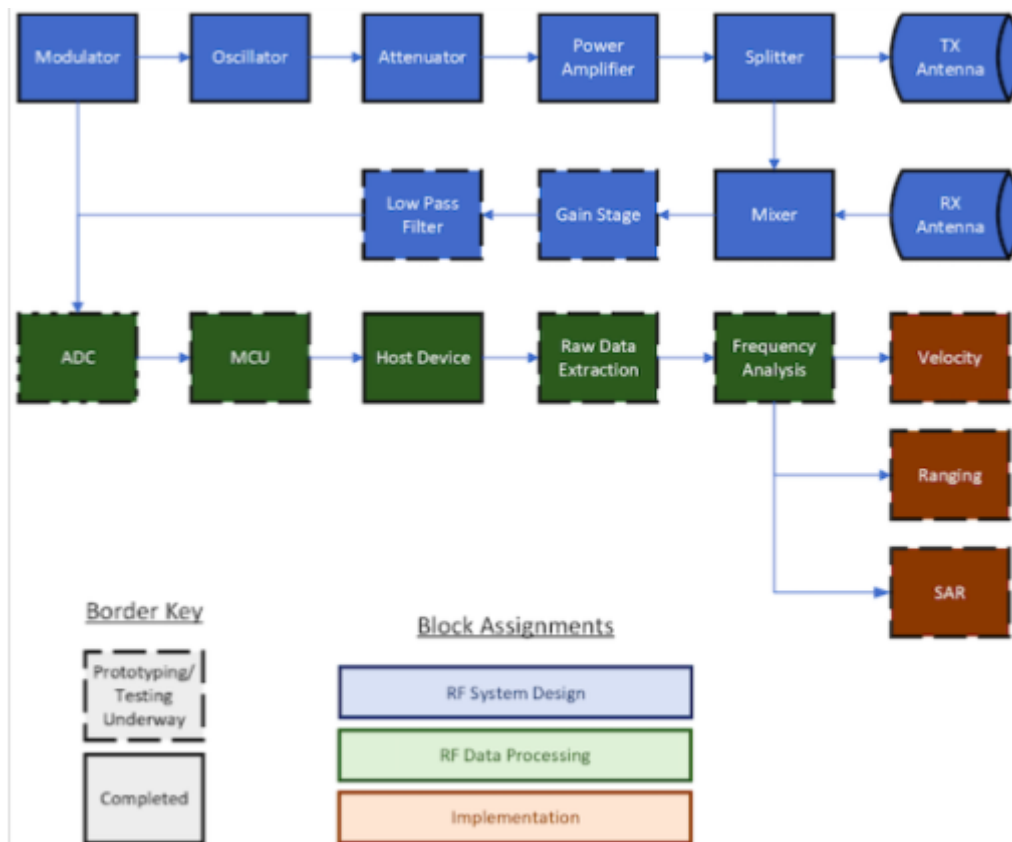 Modulator
Oscillator
Attenuator
Power
Amplifier
Splitter
TX
Antenna
Low Pass
Filter
Gain Stage
Mixer
RX
Antenna
ADC
MCU
Host Device
Raw Data
Extraction
Frequency
Analysis
Velocity
Ranging
SAR
Border Key
Prototyping/
Testing
Underway
Completed
Block Assignments
RF System Design
RF Data Processing
Implementation